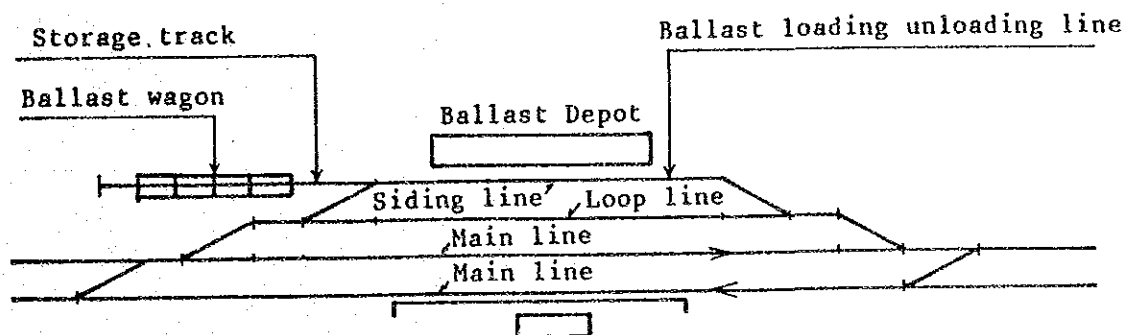 Storage track
Ballast loading unloading line
Ballast wagon
Ballast Depot
Siding line
Loop line
Main line
Main line